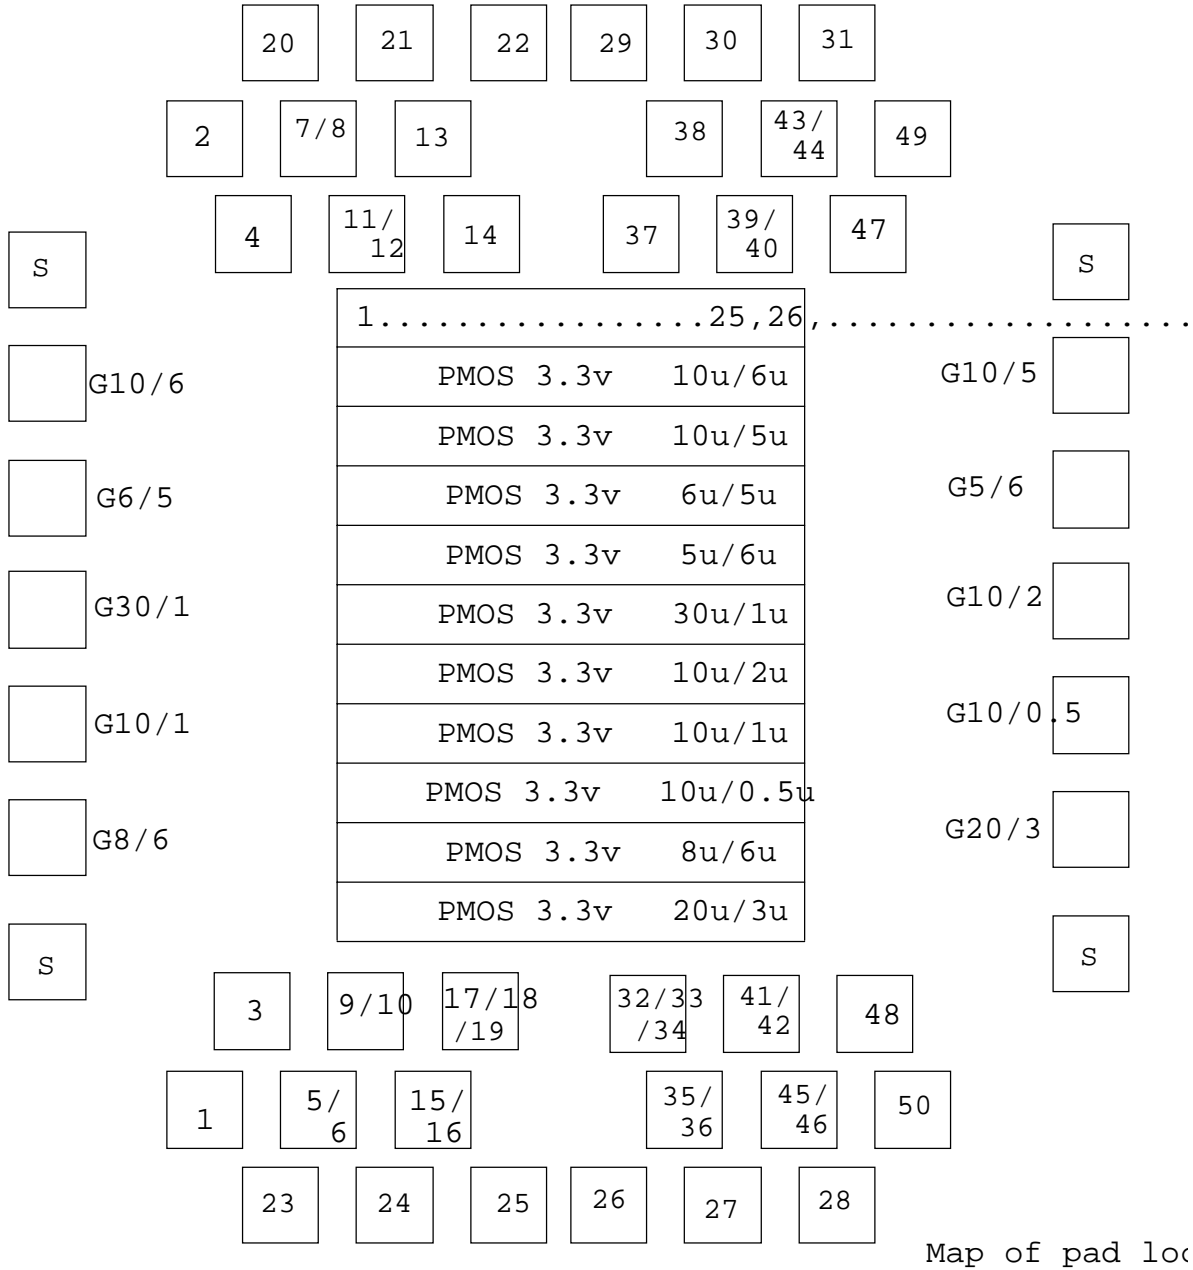 20 21 22 29 30 31
2 7/8 13 38 43/
44 49
4 11/
12 14 37 39/
40 47
S S
1.................25,26,...................
G10/6 PMOS 3.3v 10u/6u G10/5
PMOS 3.3v 10u/5u
G6/5 PMOS 3.3v 6u/5u G5/6
PMOS 3.3v 5u/6u
G30/1 PMOS 3.3v 30u/1u G10/2
PMOS 3.3v 10u/2u
G10/1 PMOS 3.3v 10u/1u G10/0.5
PMOS 3.3v 10u/0.5u
G8/6 PMOS 3.3v 8u/6u G20/3
PMOS 3.3v 20u/3u
S S
3 9/10 17/18
/19 32/33
/34 41/
42 48
1 5/
6 15/
16 35/
36 45/
46 50
23 24 25 26 27 28
Map of pad loc